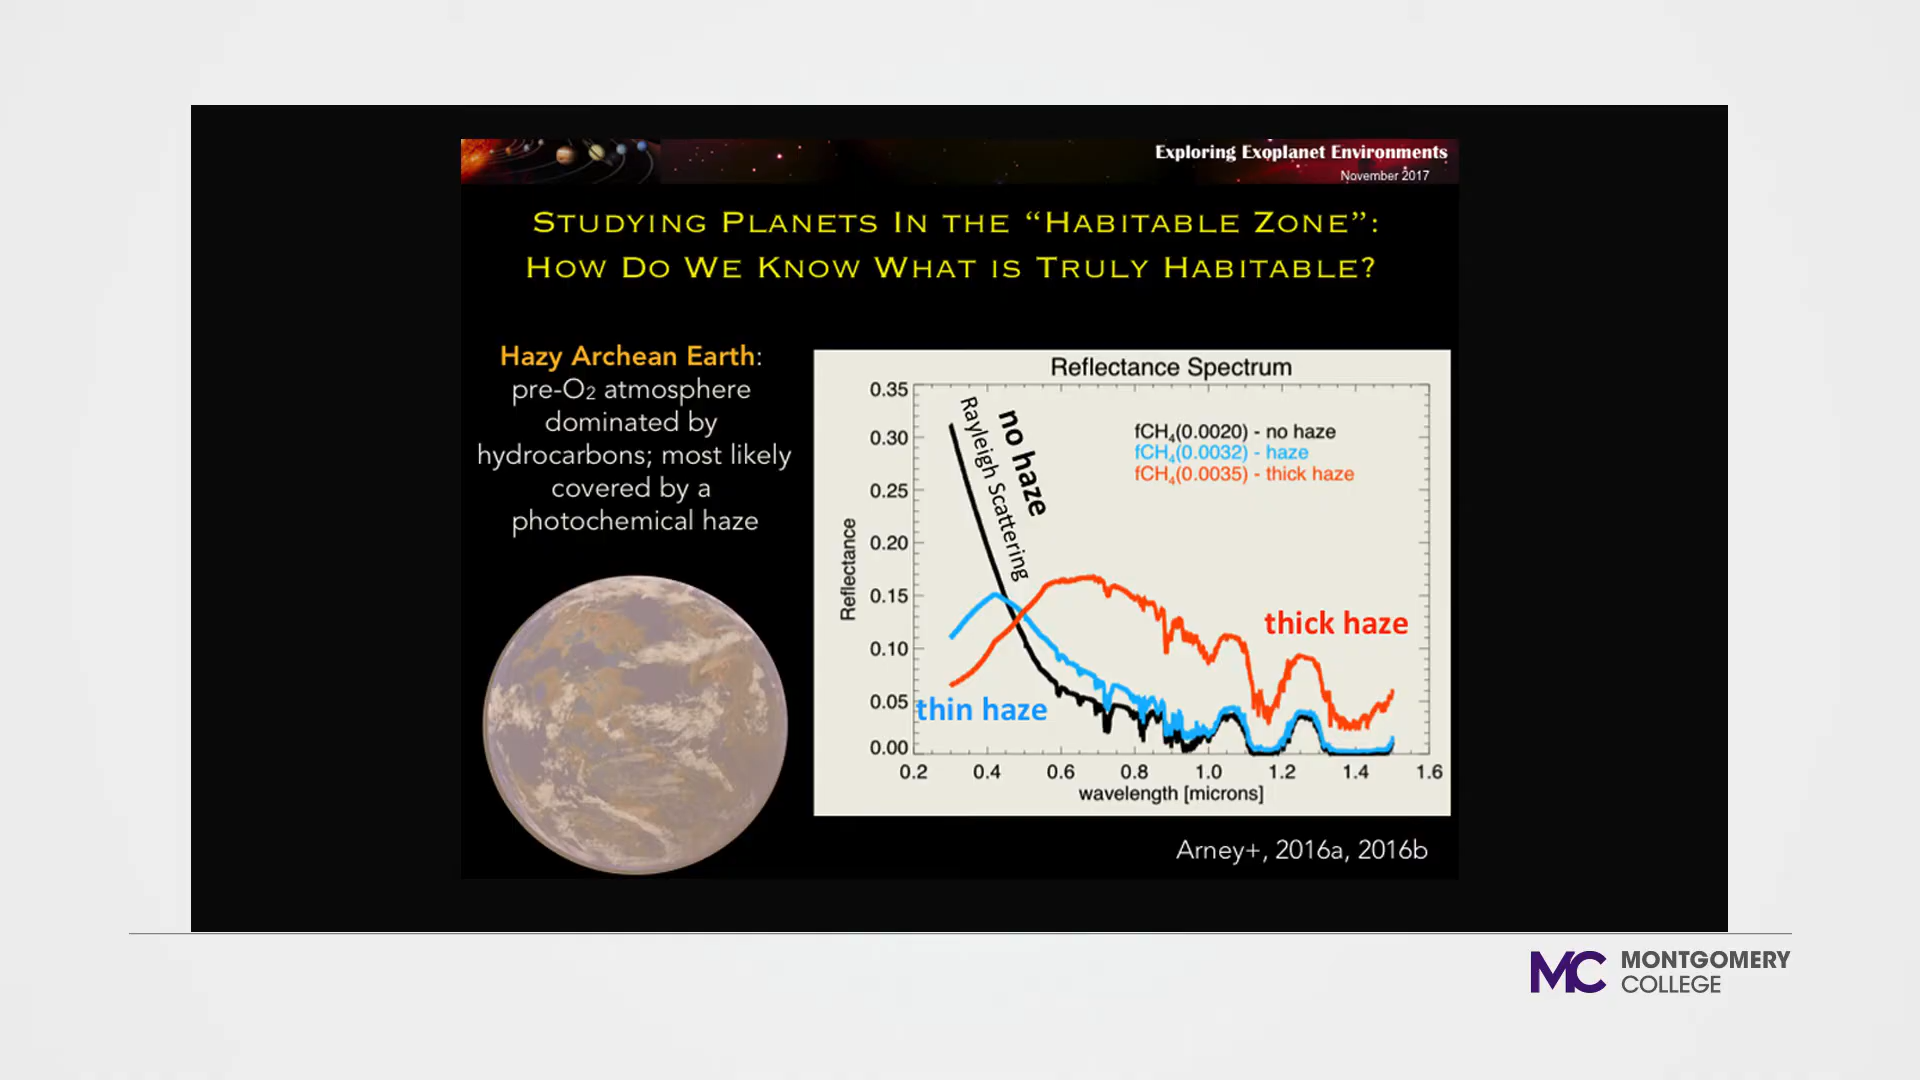 Exploring Exoplanet Environments
November 2017
STUDYING PLANETS IN THE “HABITABLE ZONE”:
HOW DO WE KNOW WHAT IS TRULY HABITABLE?
Hazy Archean Earth:
pre-O2 atmosphere
dominated by
hydrocarbons; most likely
covered by a
photochemical haze
Reflectance Spectrum
0.35
0.30
0.25
0.20
0.15
0.10
0.05
0.00
Reflectance
no haze
Rayleigh Scattering
fCH4(0.0020) - no haze
fCH4(0.0032) - haze
fCH4(0.0035) - thick haze
thick haze
thin haze
0.2 0.4 0.6 0.8 1.0 1.2 1.4 1.6
wavelength [microns]
Arney+, 2016a, 2016b
MC
MONTGOMERY
COLLEGE